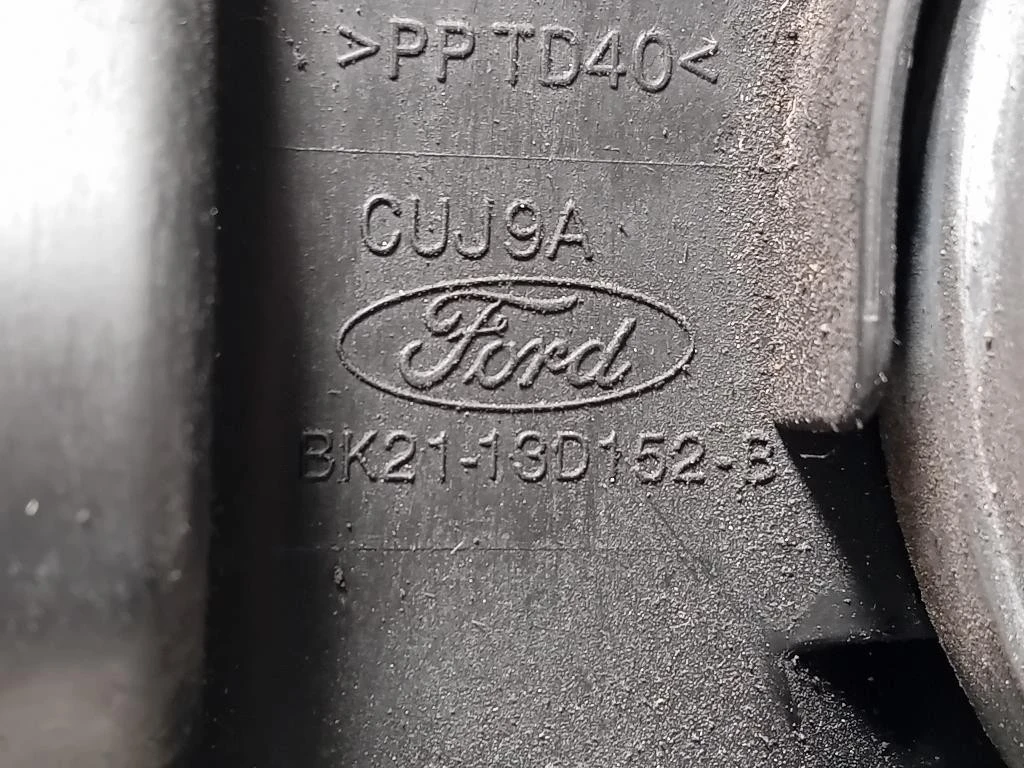 >PP TD40<
CUJ9A
Ford
BK21-13D152-B